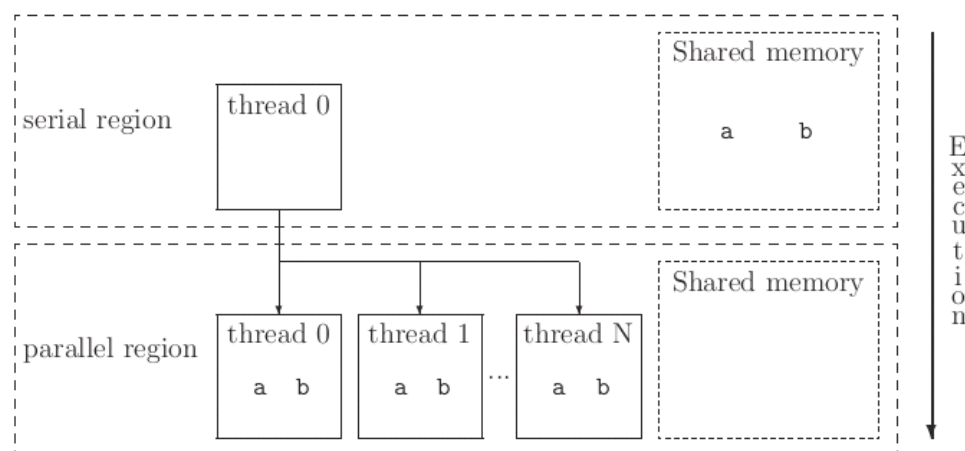 Shared memory
thread 0
serial region
a b
Execution
Shared memory
thread 0 thread 1 thread N
parallel region
a b a b ... a b